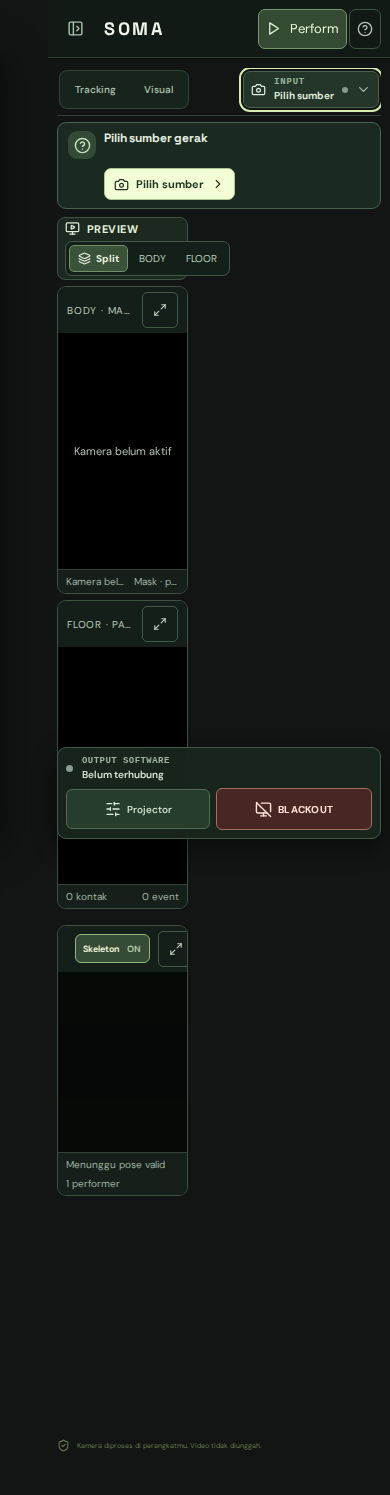 SOMA
Perform
Tracking
Visual
INPUT
Pilih sumber
Pilih sumber gerak
Pilih sumber
PREVIEW
Split
BODY
FLOOR
BODY · MA…
Kamera belum aktif
Kamera bel… Mask · p…
FLOOR · PA…
OUTPUT SOFTWARE
Belum terhubung
Projector
BLACKOUT
0 kontak 0 event
Skeleton ON
Menunggu pose valid
1 performer
Kamera diproses di perangkatmu. Video tidak diunggah.